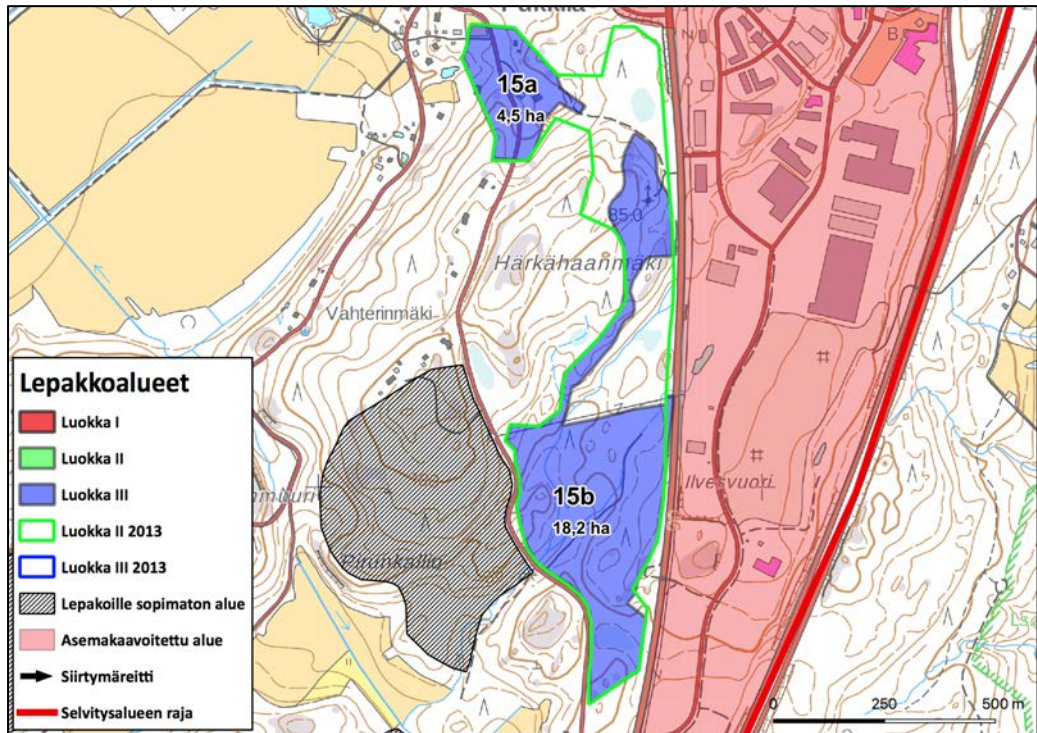 15a
4,5 ha
85.0
Härkähaanmäki
Vahterinmäki
15b
18,2 ha
Ilvesvuori
Pirunkallio
Lepakkoalueet
Luokka I
Luokka II
Luokka III
Luokka II 2013
Luokka III 2013
Lepakoille sopimaton alue
Asemakaavoitettu alue
Siirtymäreitti
Selvitysalueen raja
0 250 500 m